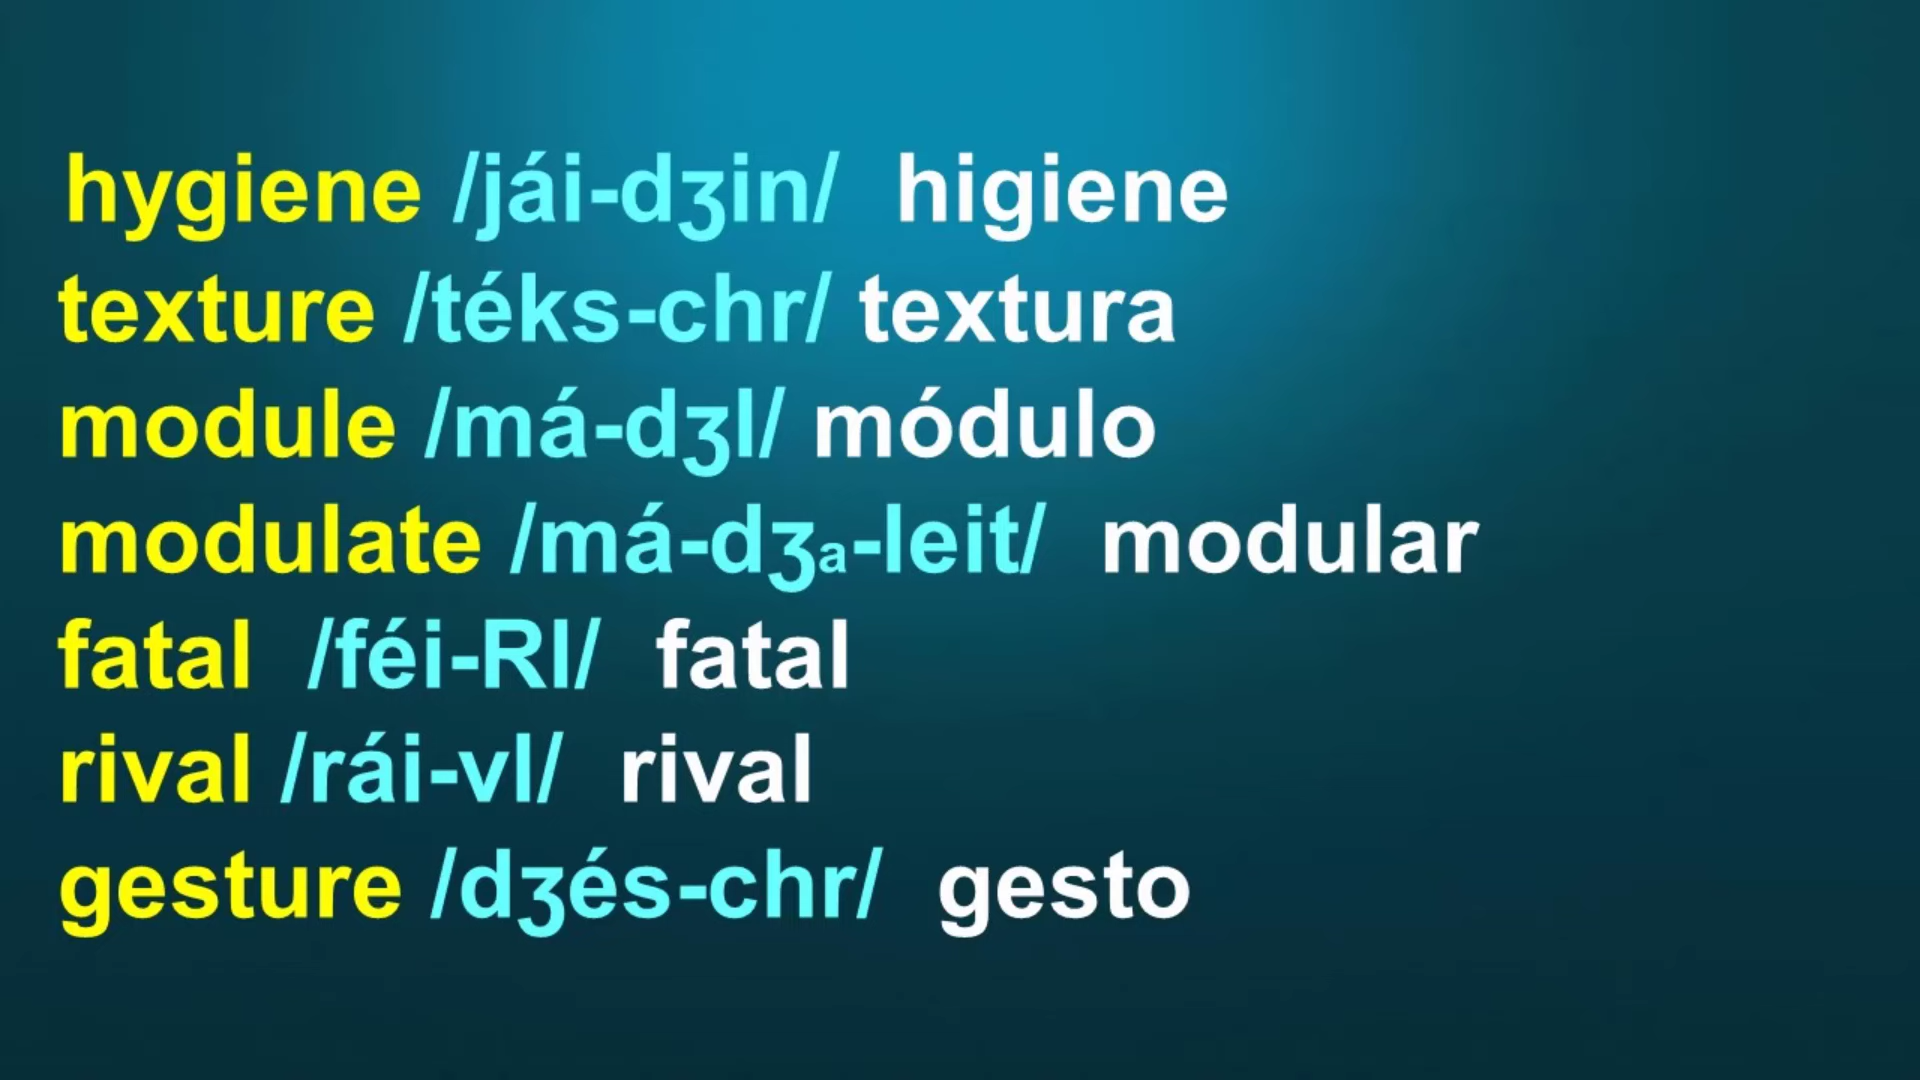 hygiene /jái-dʒin/ higiene
texture /téks-chr/ textura
module /má-dʒl/ módulo
modulate /má-dʒa-leit/ modular
fatal /féi-Rl/ fatal
rival /rái-vl/ rival
gesture /dʒés-chr/ gesto